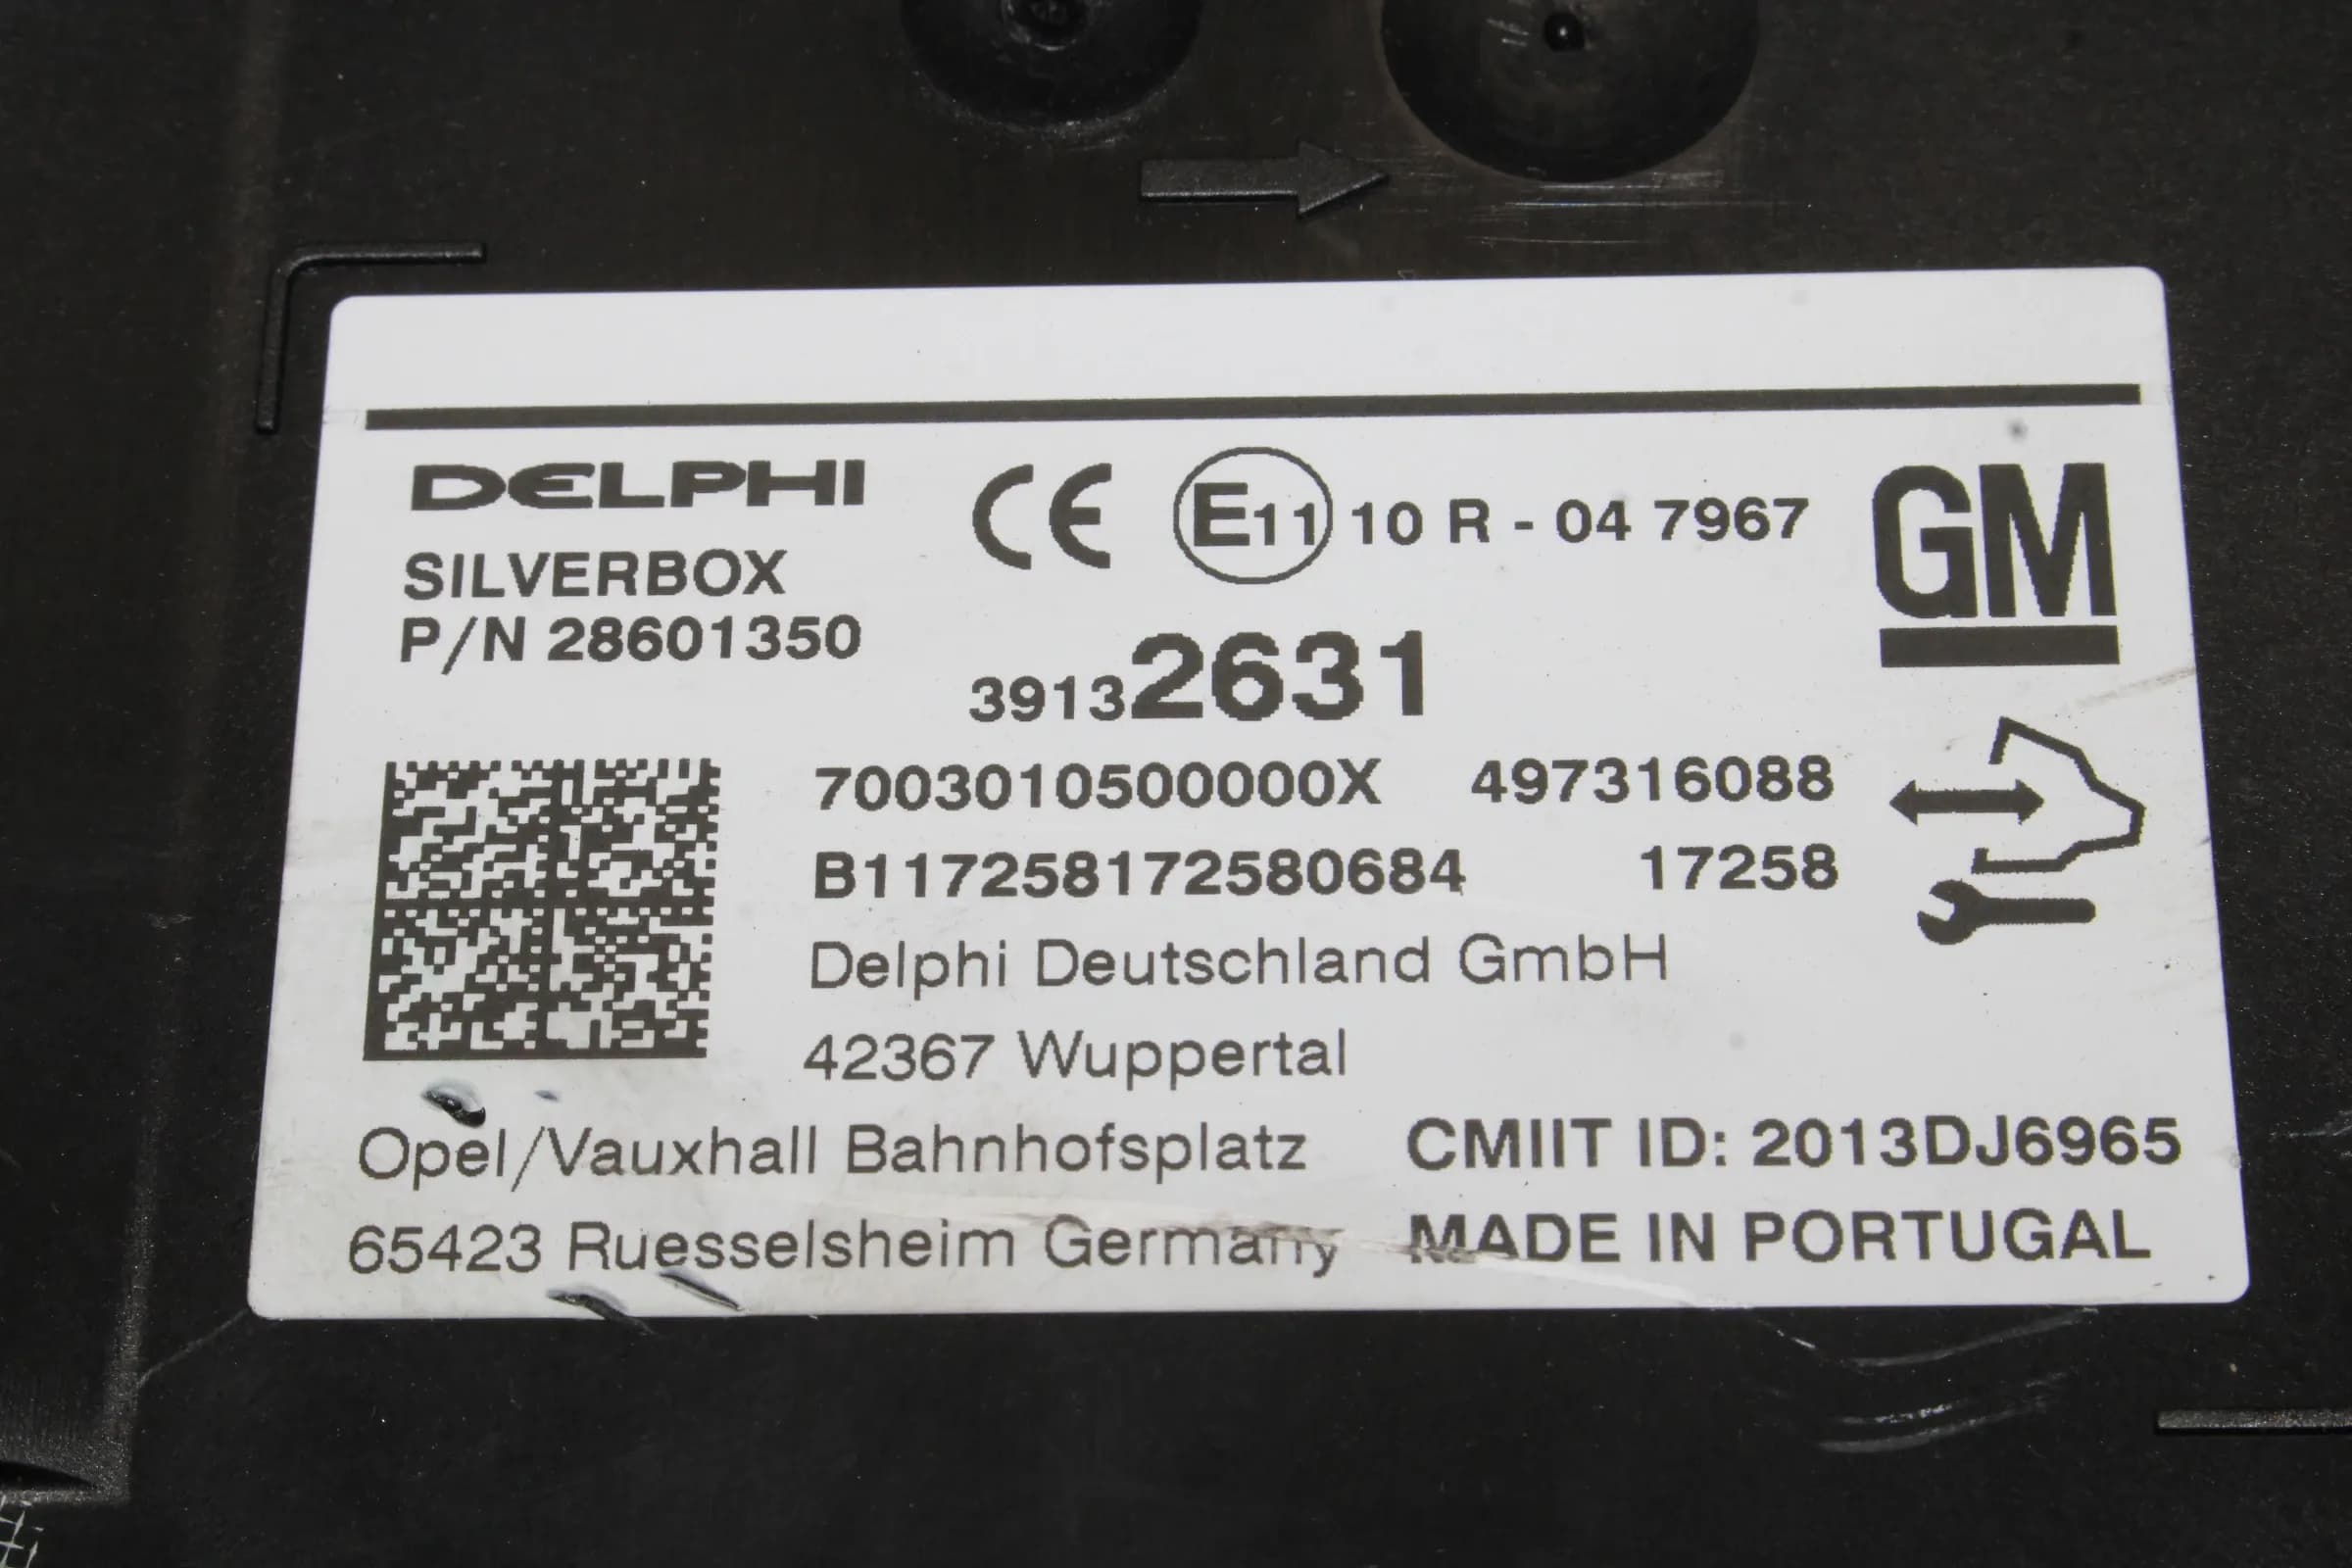 DELPHI
SILVERBOX
P/N 28601350
CE E11 10 R - 04 7967
GM
39132631
7003010500000X 497316088
B117258172580684 17258
Delphi Deutschland GmbH
42367 Wuppertal
Opel/Vauxhall Bahnhofsplatz
65423 Ruesselsheim Germany
CMIIT ID: 2013DJ6965
MADE IN PORTUGAL